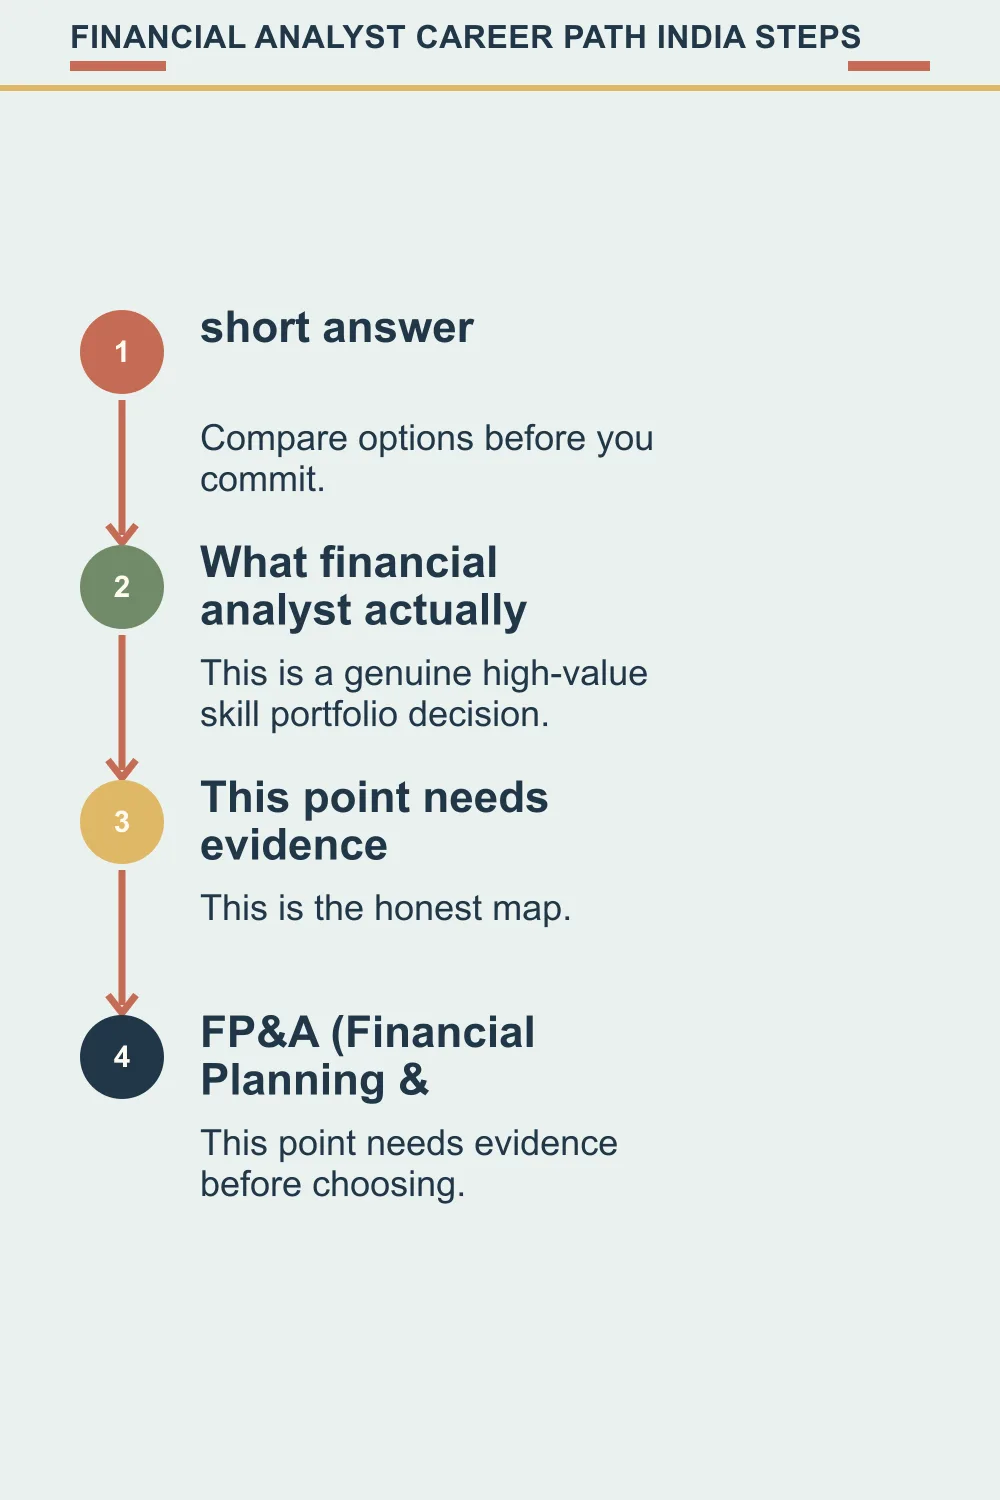 FINANCIAL ANALYST CAREER PATH INDIA STEPS
1
short answer
Compare options before you
commit.
2
What financial
analyst actually
This is a genuine high-value
skill portfolio decision.
3
This point needs
evidence
This is the honest map.
4
FP&A (Financial
Planning &
This point needs evidence
before choosing.